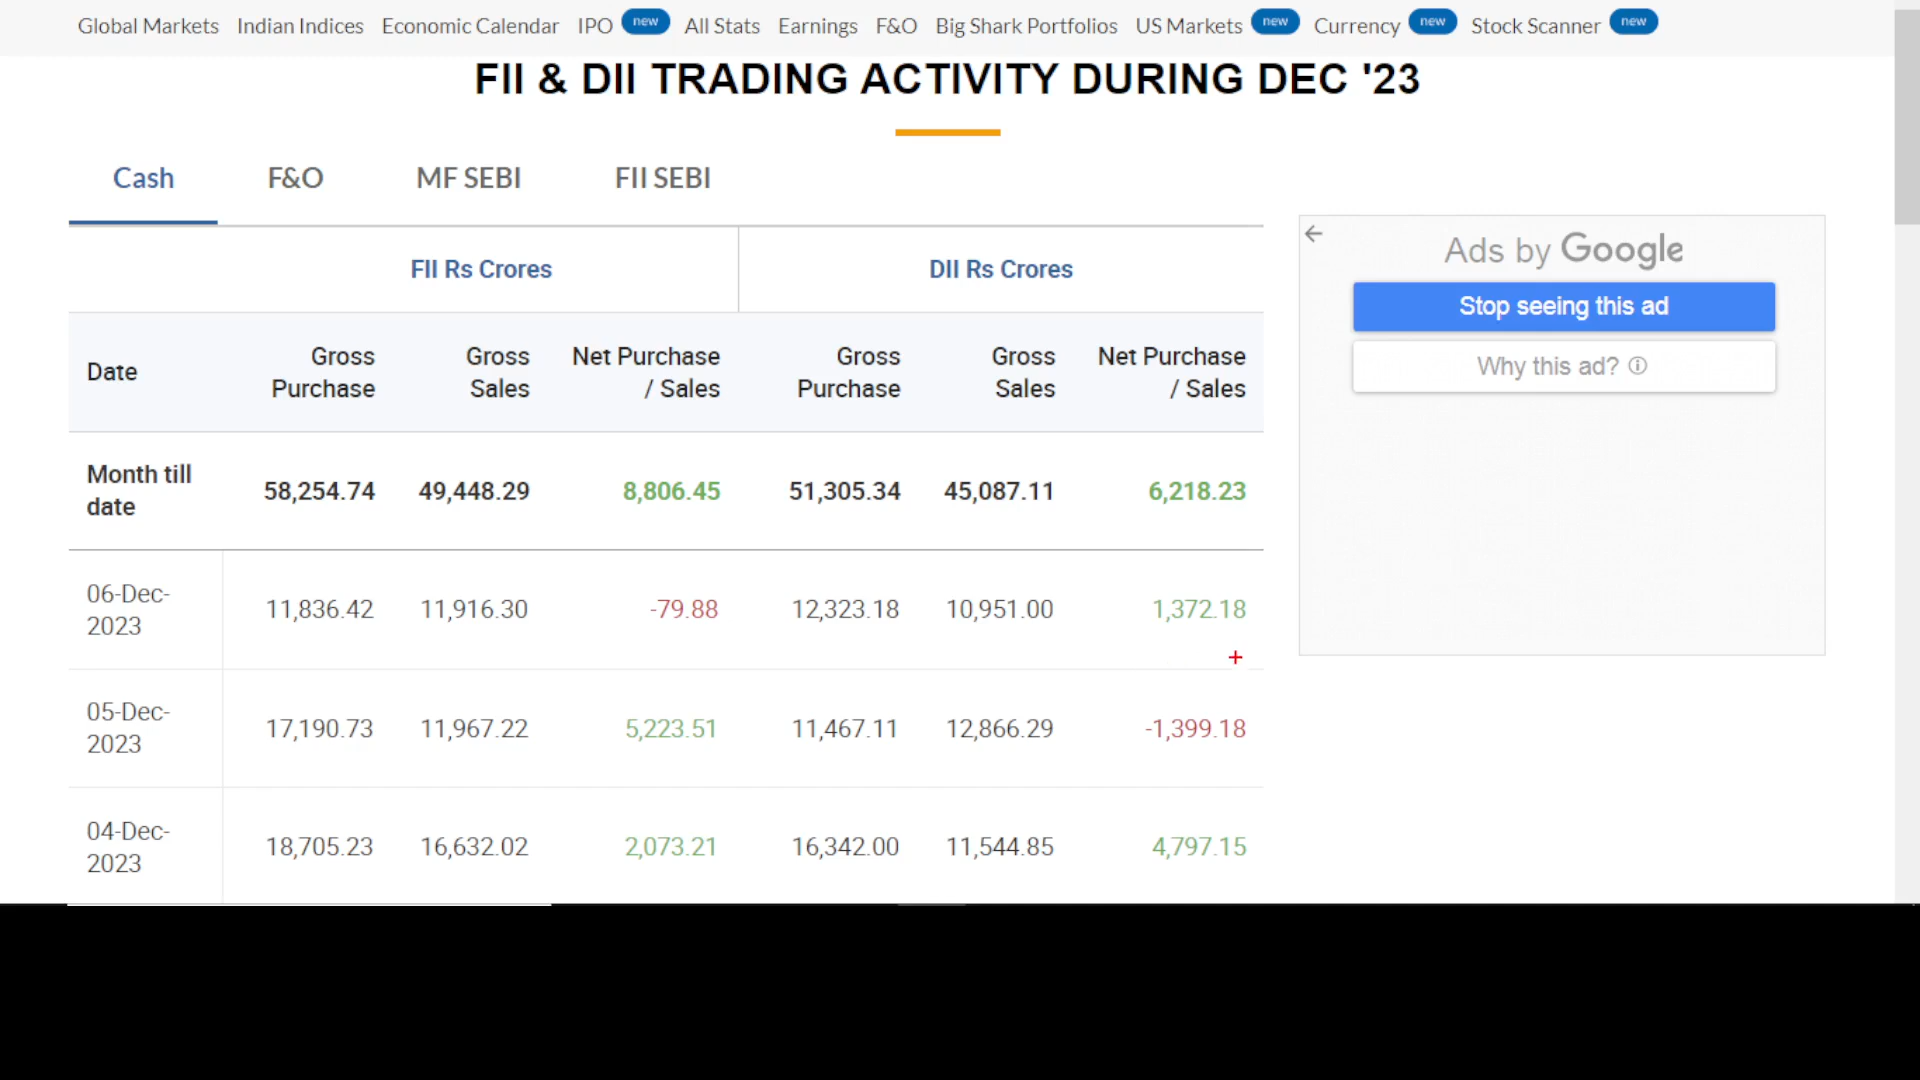 Global Markets Indian Indices Economic Calendar IPO new All Stats Earnings F&O Big Shark Portfolios US Markets new Currency new Stock Scanner new
FII & DII TRADING ACTIVITY DURING DEC '23
Cash F&O MF SEBI FII SEBI
FII Rs Crores DII Rs Crores
Date Gross Purchase Gross Sales Net Purchase / Sales Gross Purchase Gross Sales Net Purchase / Sales
Month till date 58,254.74 49,448.29 8,806.45 51,305.34 45,087.11 6,218.23
06-Dec-2023 11,836.42 11,916.30 -79.88 12,323.18 10,951.00 1,372.18
05-Dec-2023 17,190.73 11,967.22 5,223.51 11,467.11 12,866.29 -1,399.18
04-Dec-2023 18,705.23 16,632.02 2,073.21 16,342.00 11,544.85 4,797.15
Ads by Google
Stop seeing this ad
Why this ad?